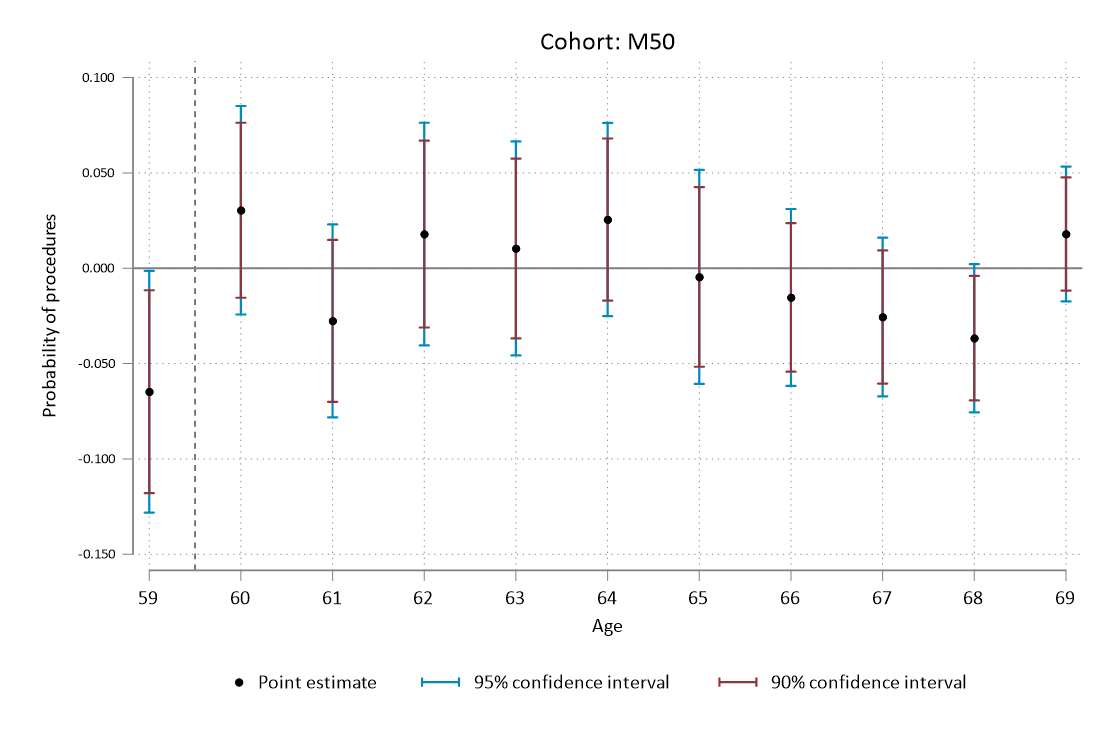 Cohort: M50
Probability of procedures
0.100
0.050
0.000
-0.050
-0.100
-0.150
59 60 61 62 63 64 65 66 67 68 69
Age
Point estimate 95% confidence interval 90% confidence interval